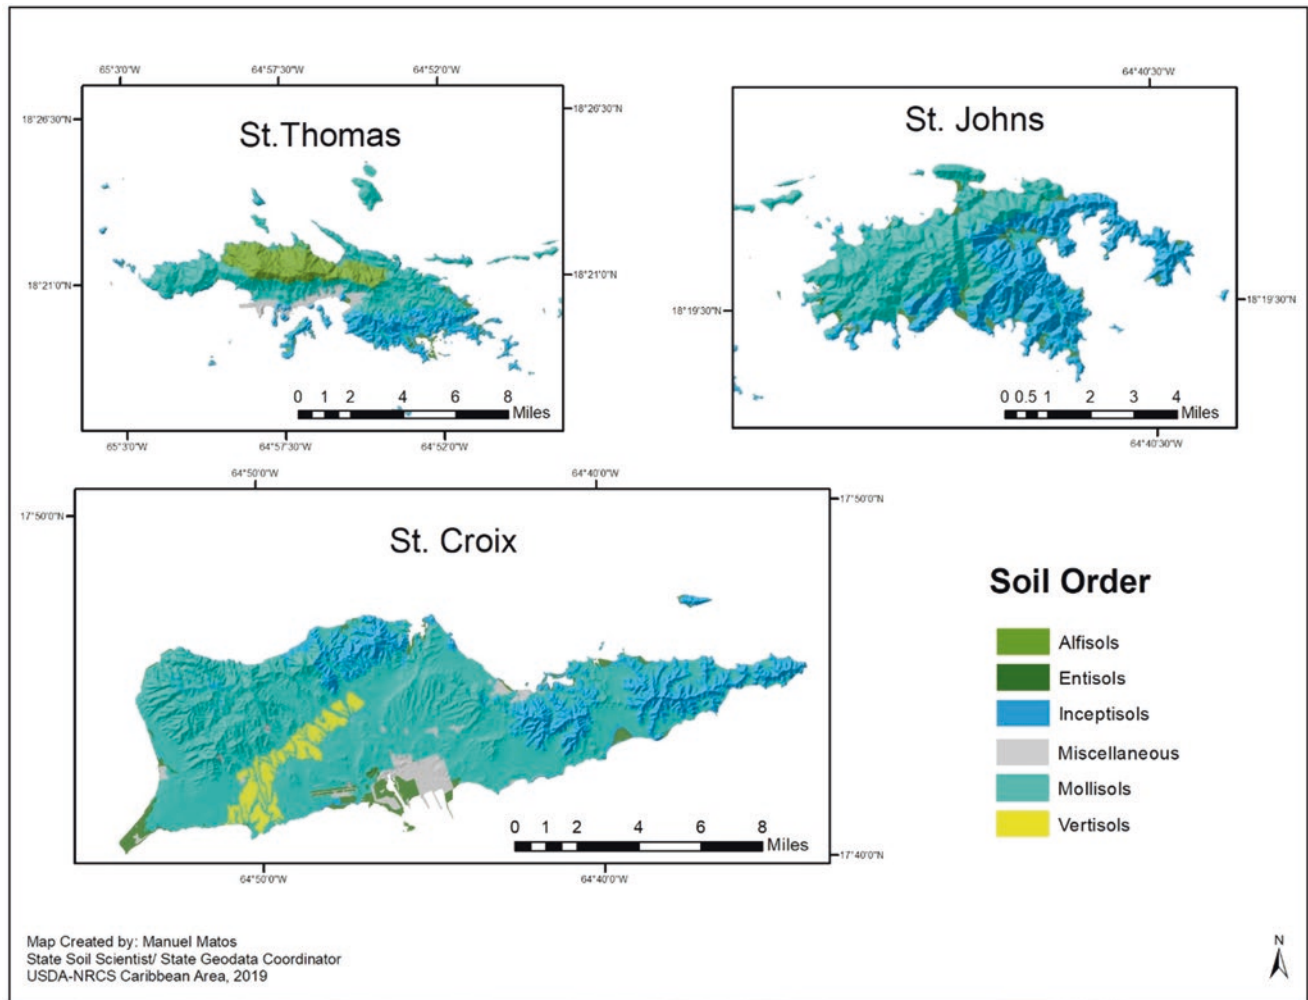 65°3'0"W
64°57'30"W
64°52'0"W
18°26'30"N
18°26'30"N
St.Thomas
18°21'0"N
18°21'0"N
0 1 2 4 6 8
Miles
65°3'0"W
64°57'30"W
64°52'0"W
64°40'30"W
St. Johns
18°19'30"N
18°19'30"N
0 0.5 1 2 3 4
Miles
64°40'30"W
64°50'0"W
64°40'0"W
17°50'0"N
17°50'0"N
St. Croix
0 1 2 4 6 8
Miles
17°40'0"N
64°50'0"W
64°40'0"W
Soil Order
Alfisols
Entisols
Inceptisols
Miscellaneous
Mollisols
Vertisols
Map Created by: Manuel Matos
State Soil Scientist/ State Geodata Coordinator
USDA-NRCS Caribbean Area, 2019
N